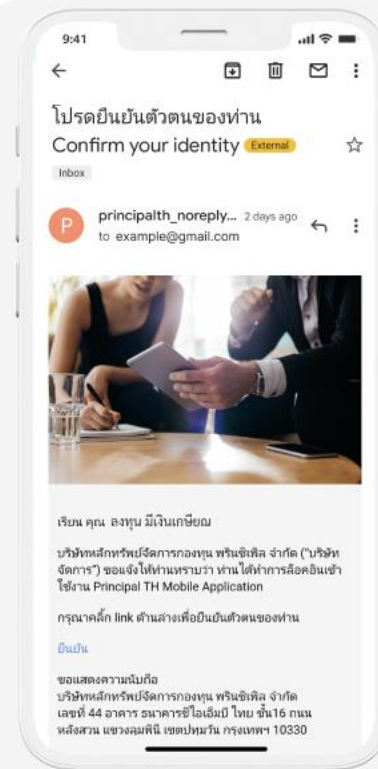 9:41
โปรดยืนยันตัวตนของท่าน
Confirm your identity External
Inbox
P
principalth_noreply... 2 days ago
to example@gmail.com
เรียน คุณ ลงทุน มีเงินเกษียณ
บริษัทหลักทรัพย์จัดการกองทุน พรินซิเพิล จำกัด ("บริษัท
จัดการ") ขอแจ้งให้ท่านทราบว่า ท่านได้ทำการล็อคอินเข้า
ใช้งาน Principal TH Mobile Application
กรุณาคลิ้ก link ด้านล่างเพื่อยืนยันตัวตนของท่าน
ยืนยัน
ขอแสดงความนับถือ
บริษัทหลักทรัพย์จัดการกองทุน พรินซิเพิล จำกัด
เลขที่ 44 อาคาร ธนาคารซีไอเอ็มบี ไทย ชั้น16 ถนน
หลังสวน แขวงลุมพินี เขตปทุมวัน กรุงเทพฯ 10330